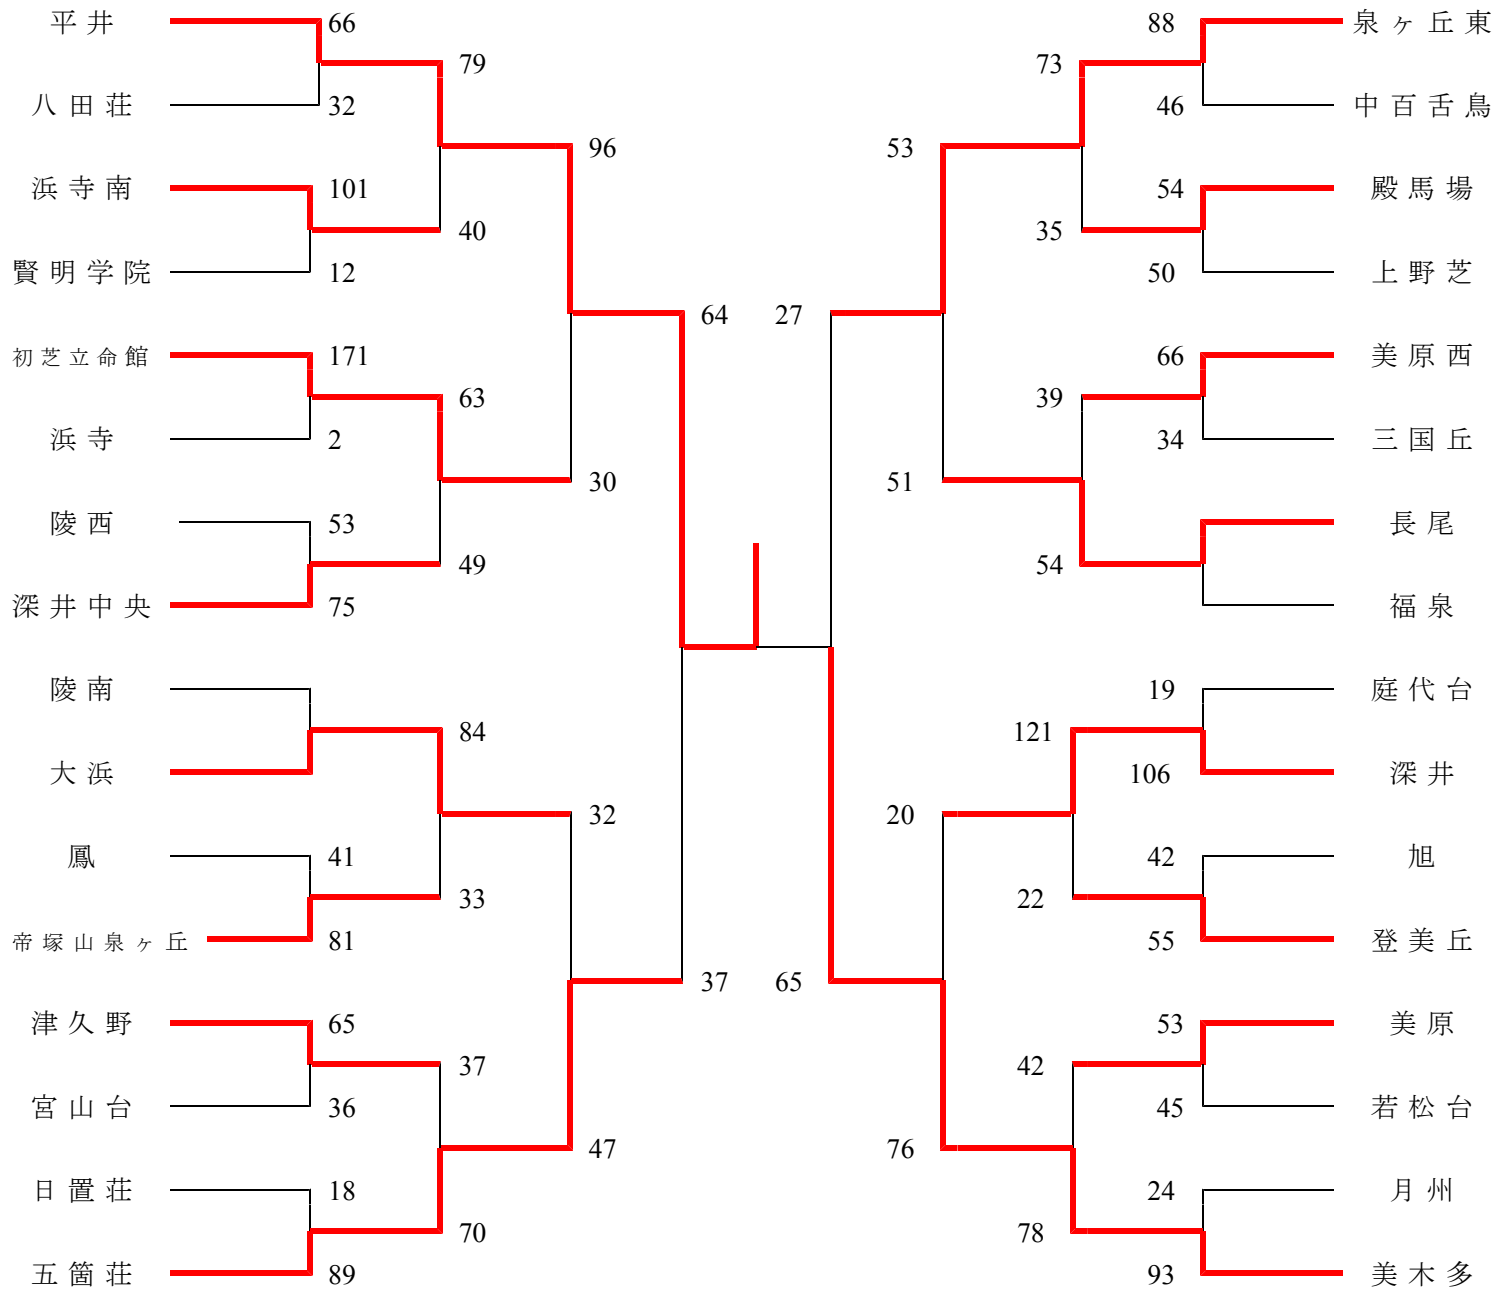 平井 66 88 泉ヶ丘東
79 73
八田荘 32 46 中百舌鳥
96 53
浜寺南 101 54 殿馬場
40 35
賢明学院 12 50 上野芝
64 27
初芝立命館 171 66 美原西
63 39
浜寺 2 34 三国丘
30 51
陵西 53 長尾
49 54
深井中央 75 福泉
陵南 19 庭代台
84 121
大浜 106 深井
32 20
鳳 41 42 旭
33 22
帝塚山泉ヶ丘 81 55 登美丘
37 65
津久野 65 53 美原
37 42
宮山台 36 45 若松台
47 76
日置荘 18 24 月州
70 78
五箇荘 89 93 美木多